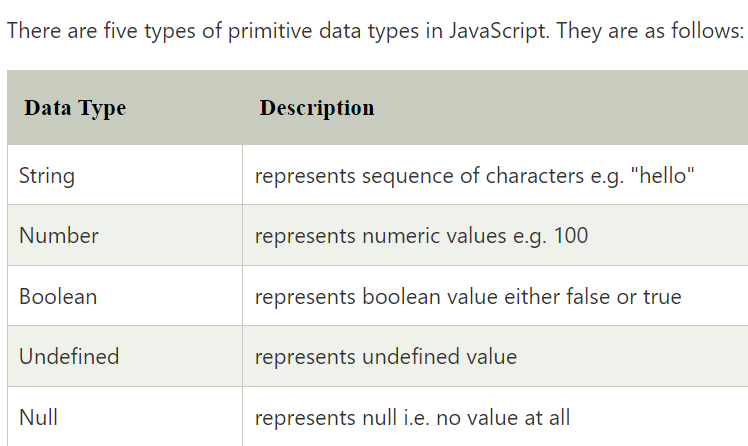 There are five types of primitive data types in JavaScript. They are as follows:
Data Type Description
String represents sequence of characters e.g. "hello"
Number represents numeric values e.g. 100
Boolean represents boolean value either false or true
Undefined represents undefined value
Null represents null i.e. no value at all